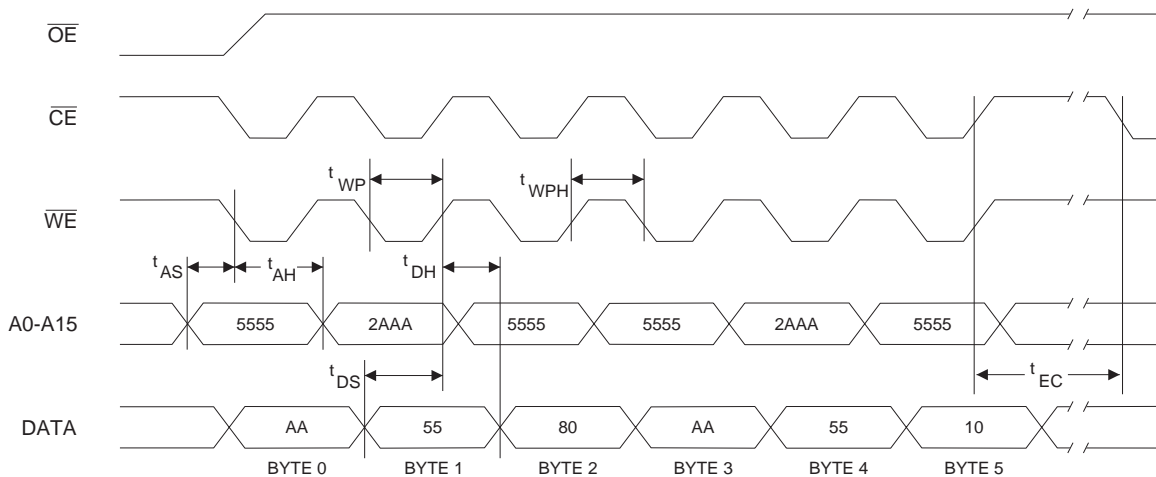 OE
CE
t WP
t WPH
WE
t AS
t AH
t DH
A0-A15 5555 2AAA 5555 5555 2AAA 5555
t DS
t EC
DATA AA 55 80 AA 55 10
BYTE 0 BYTE 1 BYTE 2 BYTE 3 BYTE 4 BYTE 5